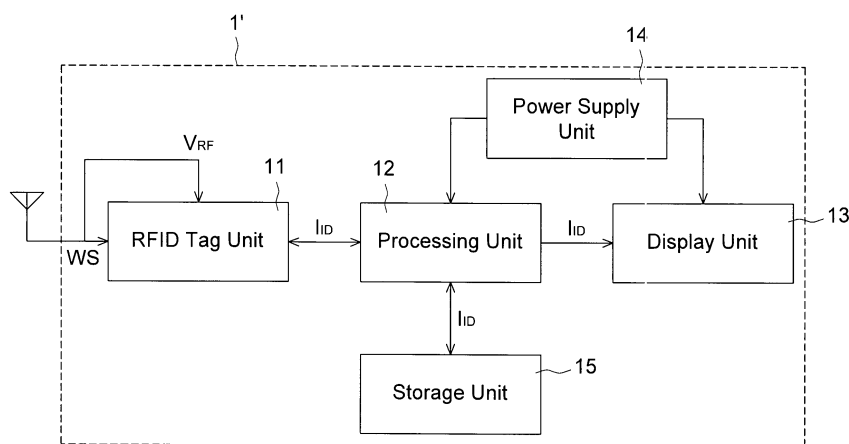 1'
14
Power Supply
Unit
VRF
11
12
RFID Tag Unit
IID
Processing Unit
IID
Display Unit
13
WS
IID
Storage Unit
15